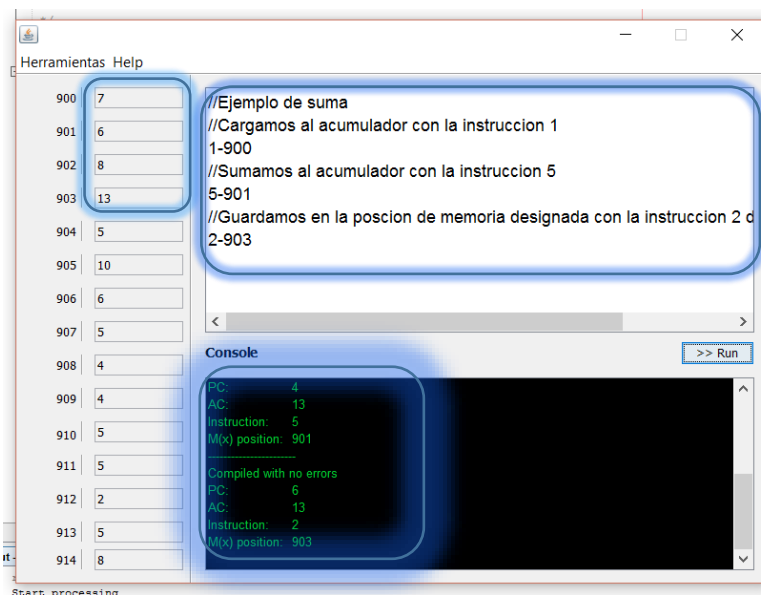 Herramientas Help
900 7
901 6
902 8
903 13
904 5
905 10
906 6
907 5
908 4
909 4
910 5
911 5
912 2
913 5
914 8
//Ejemplo de suma
//Cargamos al acumulador con la instruccion 1
1-900
//Sumamos al acumulador con la instruccion 5
5-901
//Guardamos en la poscion de memoria designada con la instruccion 2 d
2-903
Console
>> Run
PC: 4
AC: 13
Instruction: 5
M(x) position: 901
------------------------
Compiled with no errors
PC: 6
AC: 13
Instruction: 2
M(x) position: 903
Start processing